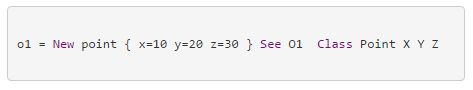 o1 = New point { x=10 y=20 z=30 } See O1  Class Point X Y Z